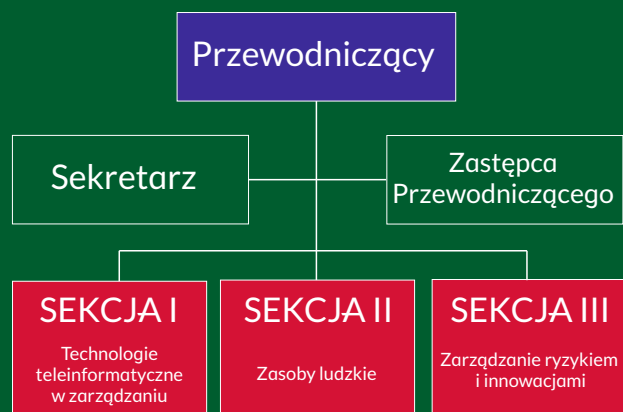 Przewodniczący
Sekretarz
Zastępca
Przewodniczącego
SEKCJA I
Technologie
teleinformatyczne
w zarządzaniu
SEKCJA II
Zasoby ludzkie
SEKCJA III
Zarządzanie ryzykiem
i innowacjami